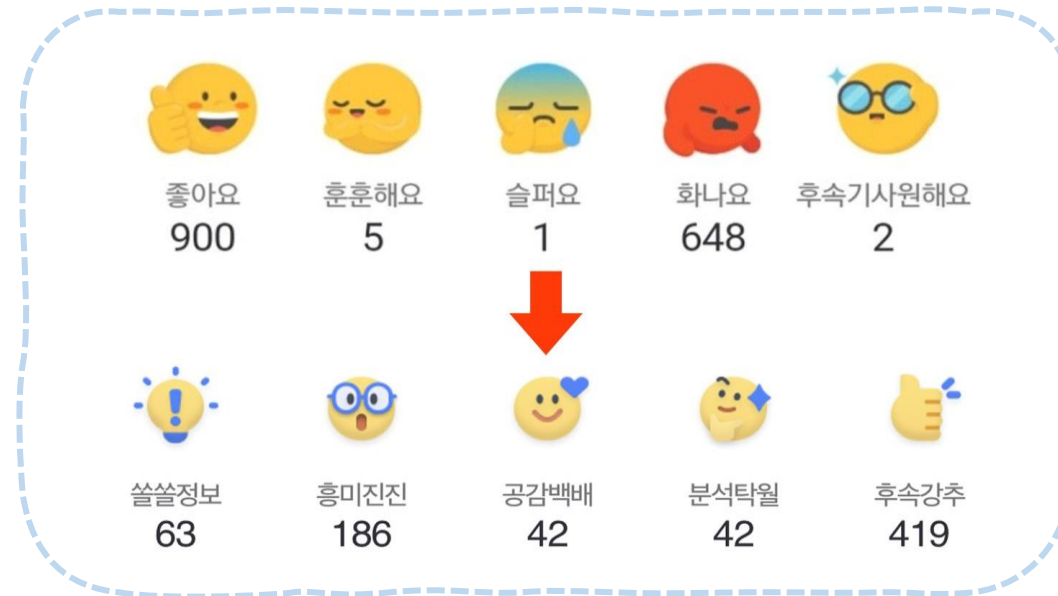 좋아요 훈훈해요 슬퍼요 화나요 후속기사원해요
900 5 1 648 2
쏠쏠정보 흥미진진 공감백배 분석탁월 후속강추
63 186 42 42 419